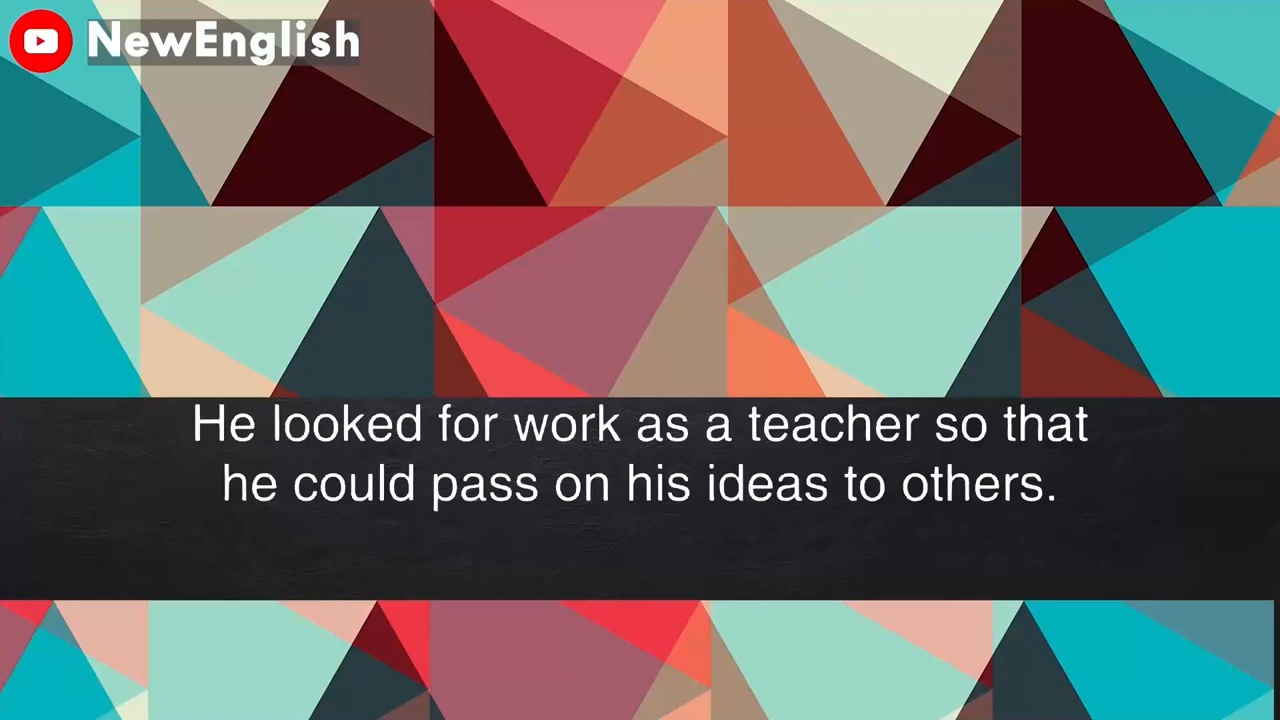 NewEnglish
He looked for work as a teacher so that
he could pass on his ideas to others.